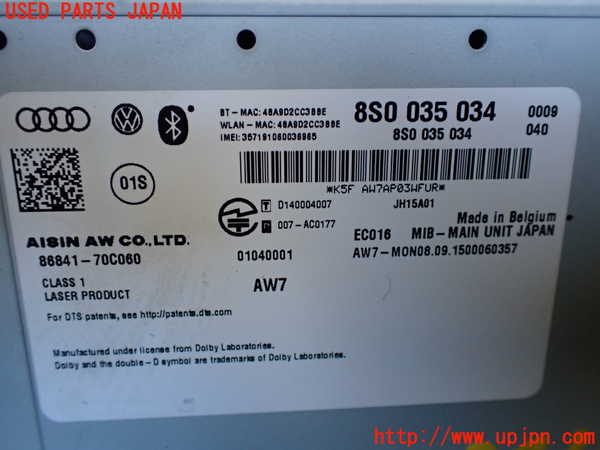 USED PARTS JAPAN
BT-MAC: 48A9D2CC3B8E
WLAN-MAC: 48A9D2CC3B8E
IMEI: 357191060036965
8S0 035 034 0009
8S0 035 034 040
01S
*K5F AW7AP03WFUR*
T D140004007
JH15A01
007-AC0177
Made in Belgium
EC016 MIB-MAIN UNIT JAPAN
AISIN AW CO., LTD.
86841-70C060
01040001
AW7-MON08.09.1500060357
CLASS 1
LASER PRODUCT
AW7
For DTS patents, see http://patents.dts.com
Manufactured under license from Dolby Laboratories.
Dolby and the double-D symbol are trademarks of Dolby Laboratories.
http://www.upjpn.com/